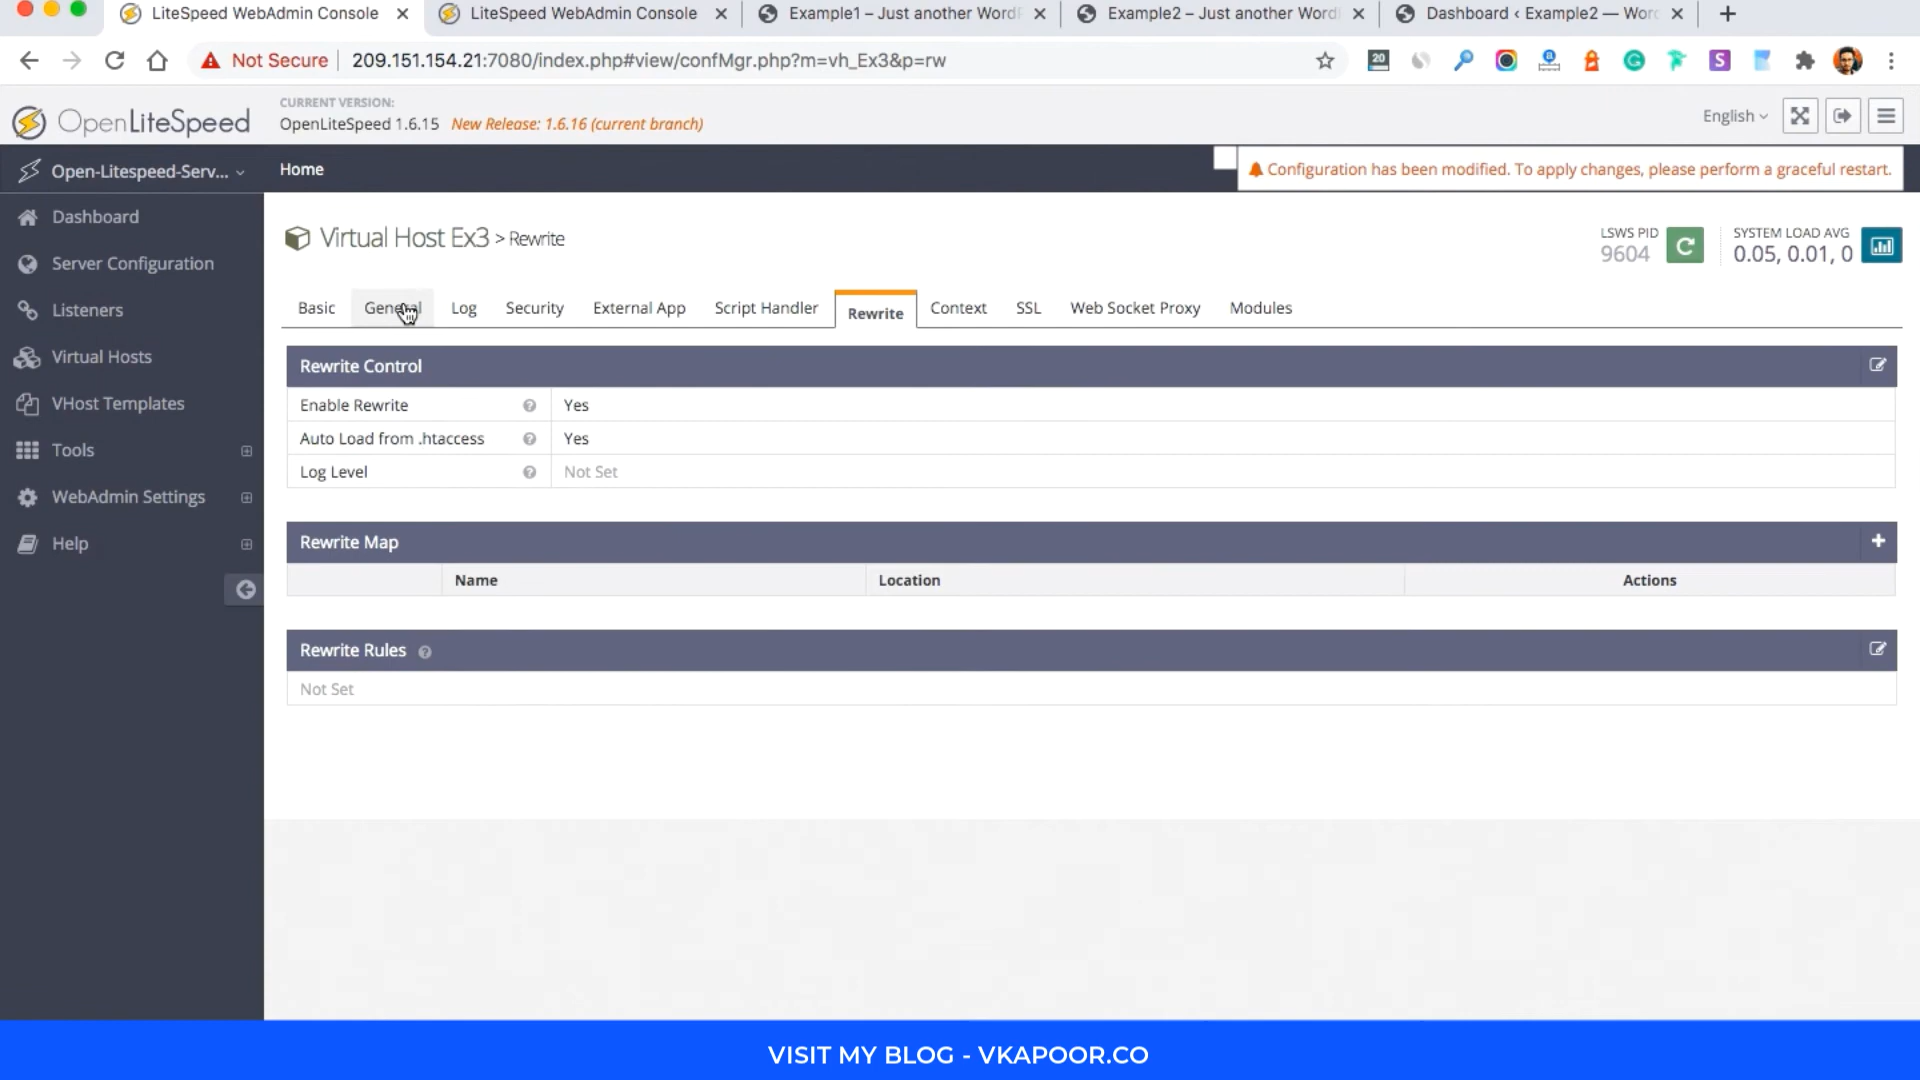 LiteSpeed WebAdmin Console
LiteSpeed WebAdmin Console
Example1 – Just another Word
Example2 – Just another Word
Dashboard ‹ Example2 — Wor
Not Secure
209.151.154.21:7080/index.php#view/confMgr.php?m=vh_Ex3&p=rw
20
S
OpenLiteSpeed
CURRENT VERSION:
OpenLiteSpeed 1.6.15 New Release: 1.6.16 (current branch)
English
Open-Litespeed-Serv...
Home
Configuration has been modified. To apply changes, please perform a graceful restart.
Dashboard
Server Configuration
Listeners
Virtual Hosts
VHost Templates
Tools
WebAdmin Settings
Help
Virtual Host Ex3 > Rewrite
LSWS PID
9604
SYSTEM LOAD AVG
0.05, 0.01, 0
Basic General Log Security External App Script Handler Rewrite Context SSL Web Socket Proxy Modules
Rewrite Control
Enable Rewrite Yes
Auto Load from .htaccess Yes
Log Level Not Set
Rewrite Map
Name Location Actions
Rewrite Rules
Not Set
VISIT MY BLOG - VKAPOOR.CO